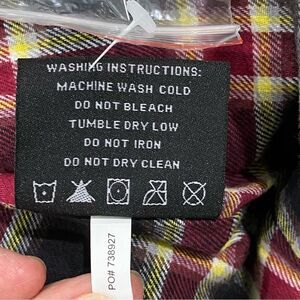 WASHING INSTRUCTIONS:
MACHINE WASH COLD
DO NOT BLEACH
TUMBLE DRY LOW
DO NOT IRON
DO NOT DRY CLEAN
PO# 738927